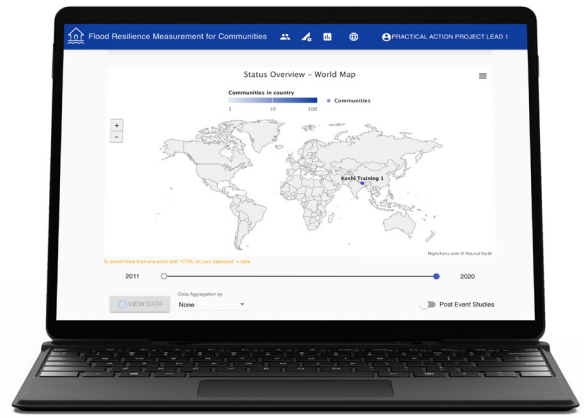 Flood Resilience Measurement for Communities
PRACTICAL ACTION PROJECT LEAD 1
Status Overview - World Map
Communities in country
1 10 100
Communities
+
-
Koshi Training 1
Highcharts.com © Natural Earth
To select more than one point hold "CTRL on your keyboard" + click
2011
2020
Data Aggregation by
VIEW DATA
None
Post Event Studies